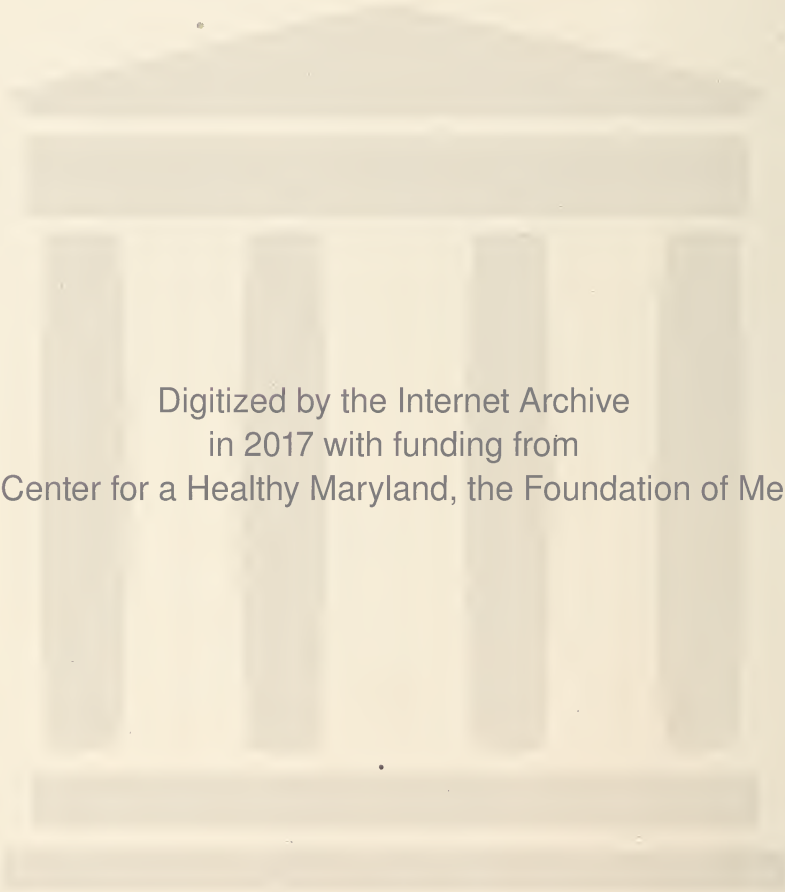 Digitized by the Internet Archive
in 2017 with funding from
Center for a Healthy Maryland, the Foundation of Me